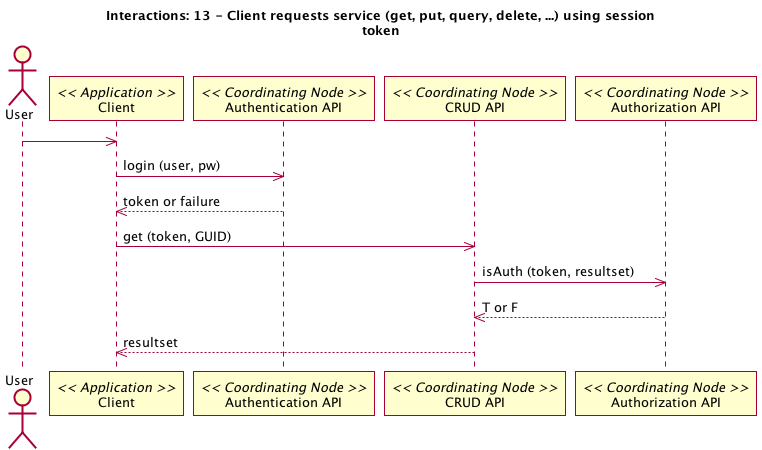 Interactions: 13 - Client requests service (get, put, query, delete, ...) using session
token
User
<< Application >>
Client
<< Coordinating Node >>
Authentication API
<< Coordinating Node >>
CRUD API
<< Coordinating Node >>
Authorization API
login (user, pw)
token or failure
get (token, GUID)
isAuth (token, resultset)
T or F
resultset
User
<< Application >>
Client
<< Coordinating Node >>
Authentication API
<< Coordinating Node >>
CRUD API
<< Coordinating Node >>
Authorization API